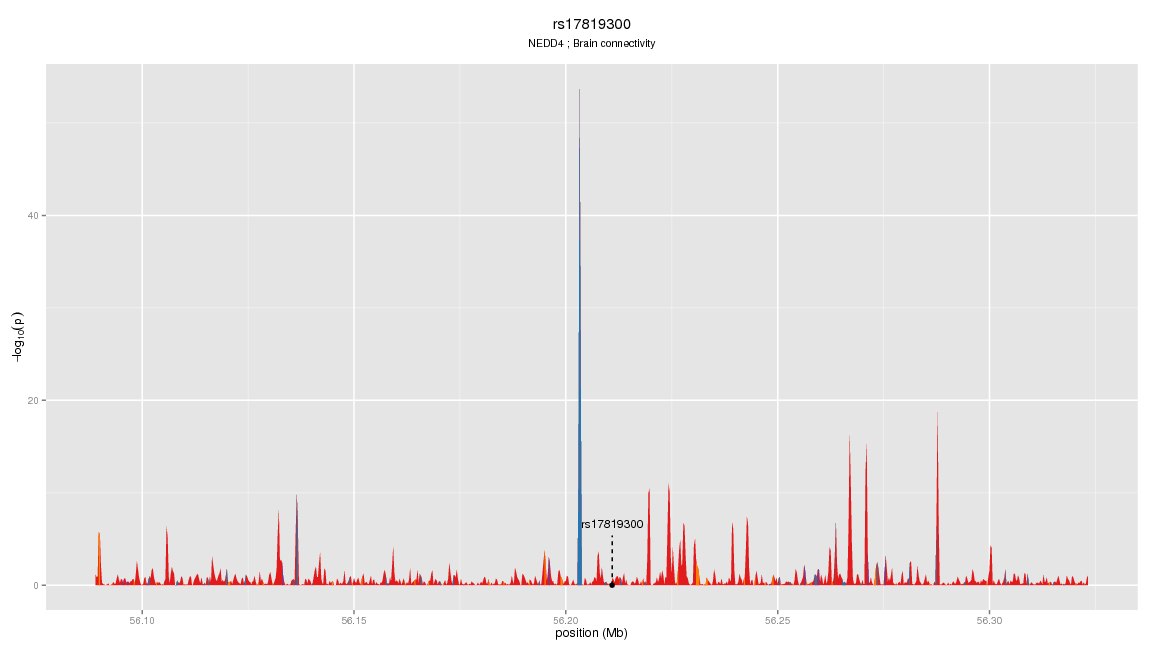 rs17819300
NEDD4 ; Brain connectivity
−log10(p)
40
20
0
rs17819300
56.10
56.15
56.20
56.25
56.30
position (Mb)